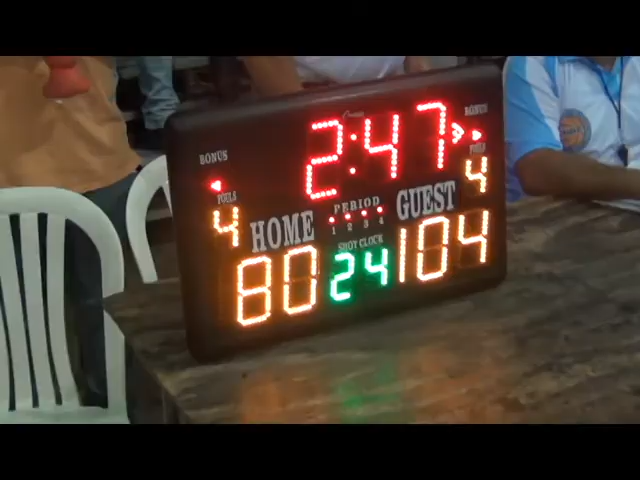 2:47
BONUS
BONUS
FOULS
4
FOULS
4
PERIOD
1 2 3 4
HOME
GUEST
SHOT CLOCK
80
24
104